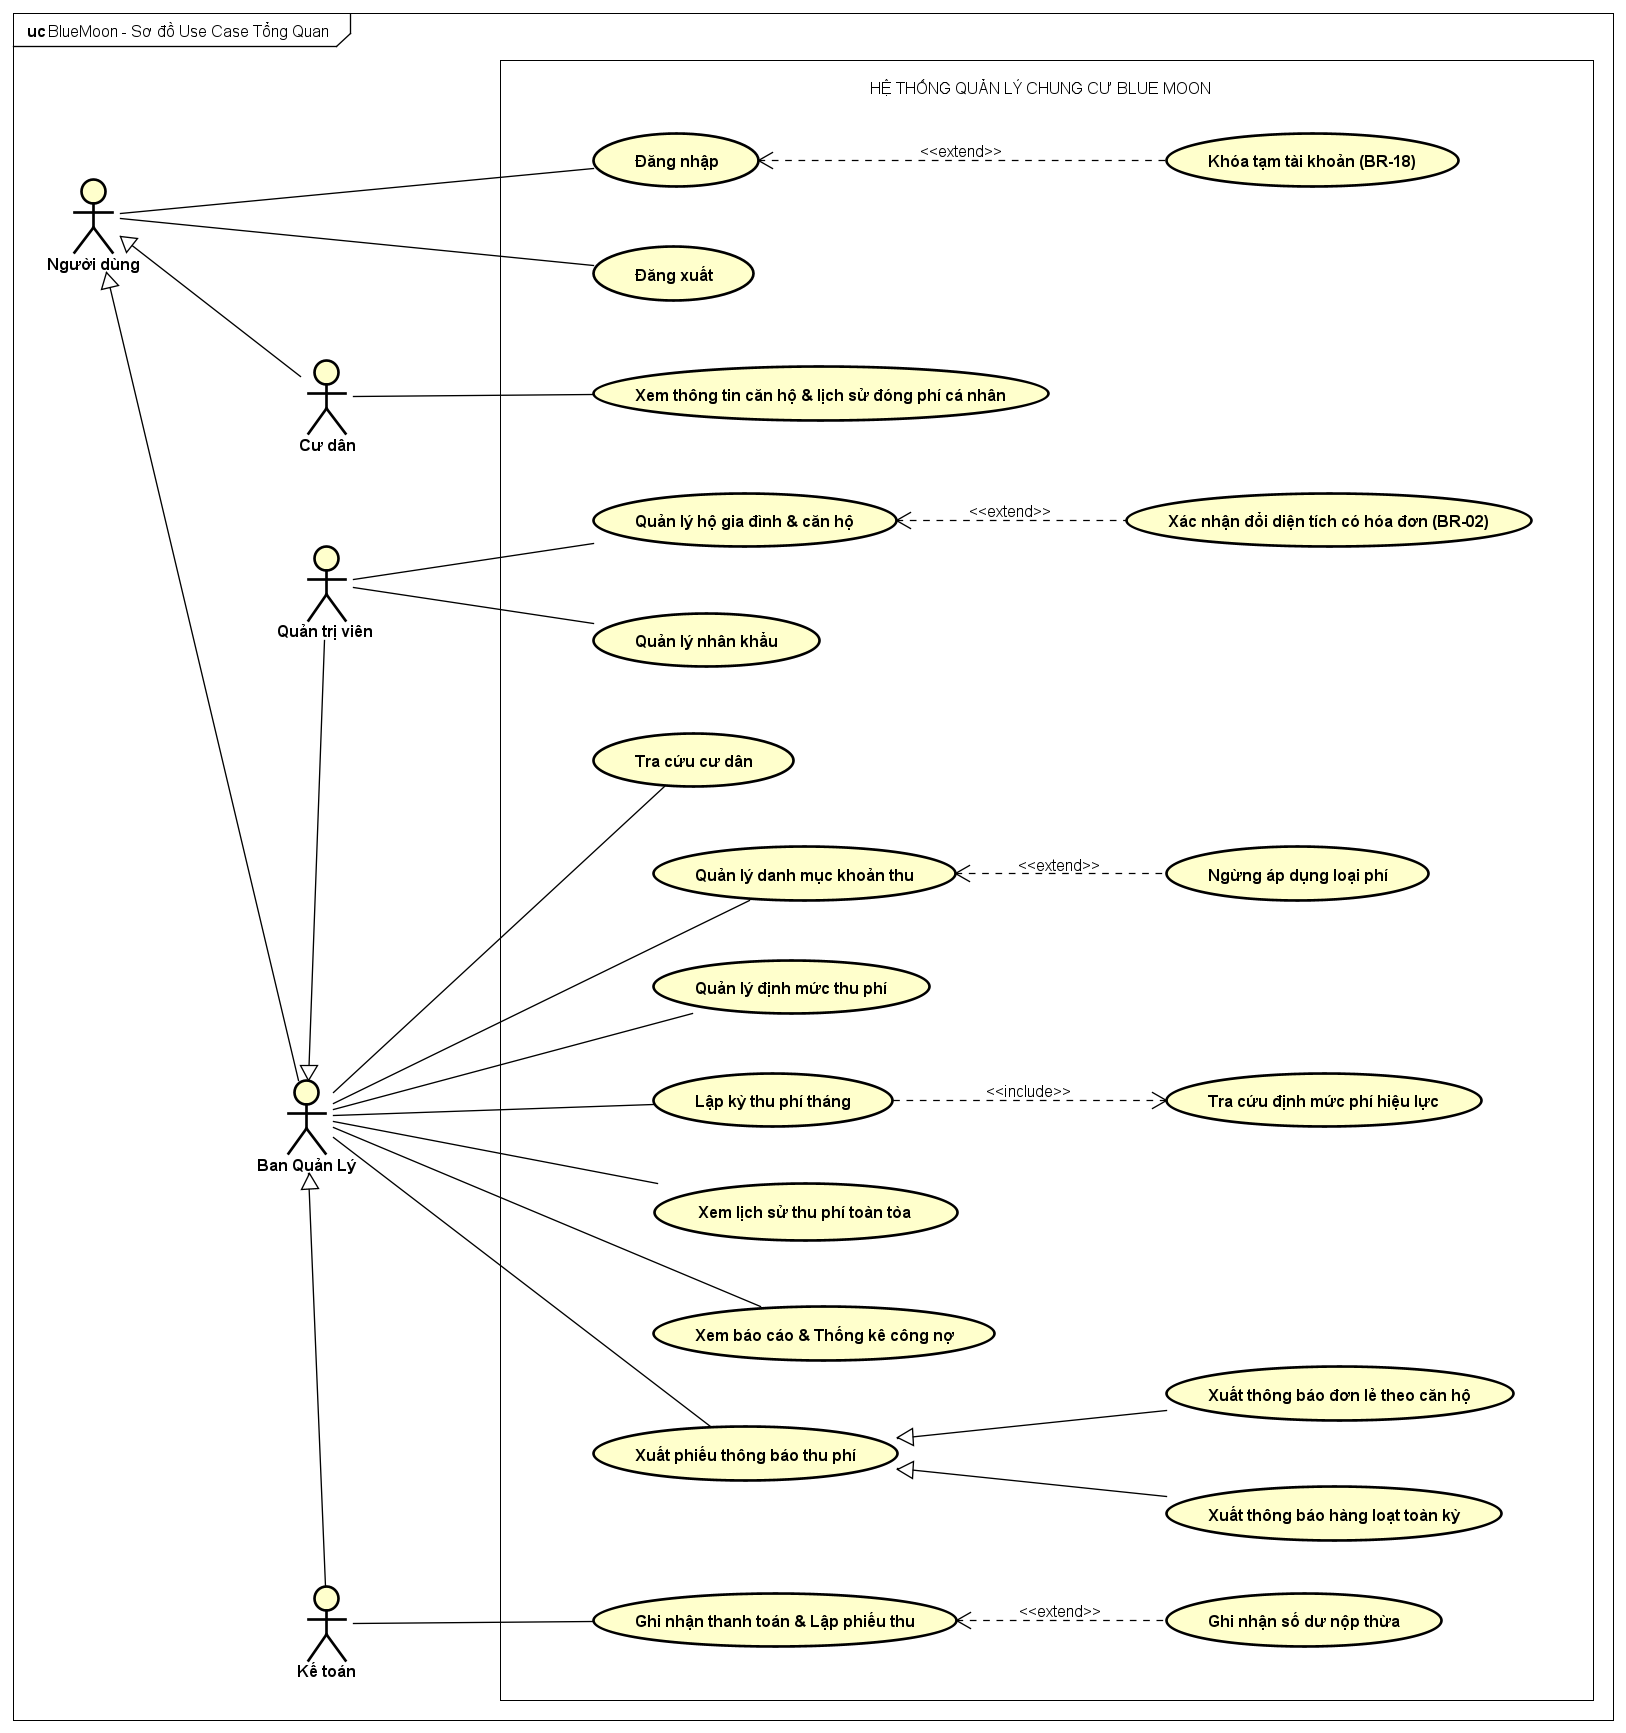 uc BlueMoon - Sơ đồ Use Case Tổng Quan
HỆ THỐNG QUẢN LÝ CHUNG CƯ BLUE MOON
Đăng nhập
<<extend>>
Khóa tạm tài khoản (BR-18)
Người dùng
Đăng xuất
Cư dân
Xem thông tin căn hộ & lịch sử đóng phí cá nhân
Quản lý hộ gia đình & căn hộ
<<extend>>
Xác nhận đổi diện tích có hóa đơn (BR-02)
Quản trị viên
Quản lý nhân khẩu
Tra cứu cư dân
Quản lý danh mục khoản thu
<<extend>>
Ngừng áp dụng loại phí
Quản lý định mức thu phí
Lập kỳ thu phí tháng
<<include>>
Tra cứu định mức phí hiệu lực
Ban Quản Lý
Xem lịch sử thu phí toàn tòa
Xem báo cáo & Thống kê công nợ
Xuất thông báo đơn lẻ theo căn hộ
Xuất phiếu thông báo thu phí
Xuất thông báo hàng loạt toàn kỳ
Ghi nhận thanh toán & Lập phiếu thu
<<extend>>
Ghi nhận số dư nộp thừa
Kế toán